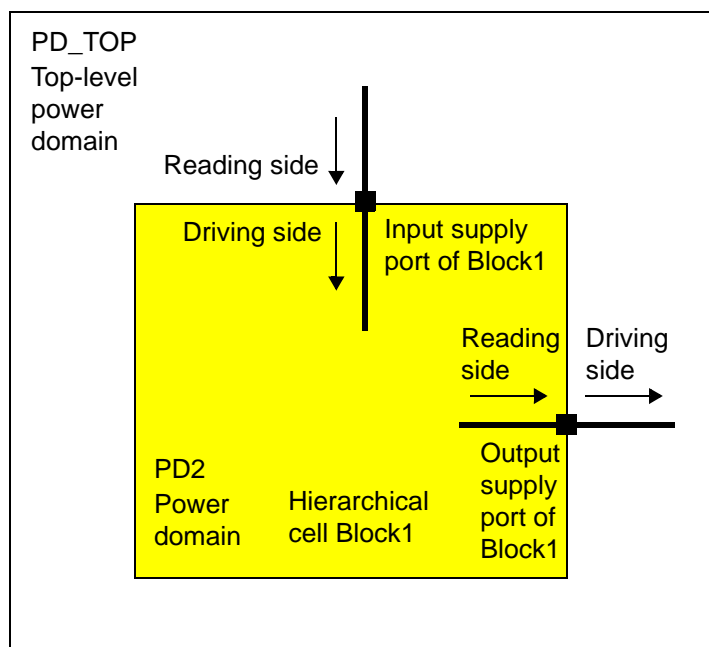 PD_TOP
Top-level
power
domain
Reading side
Driving side
Input supply
port of Block1
Reading
side
Driving
side
PD2
Power
domain
Hierarchical
cell Block1
Output
supply
port of
Block1